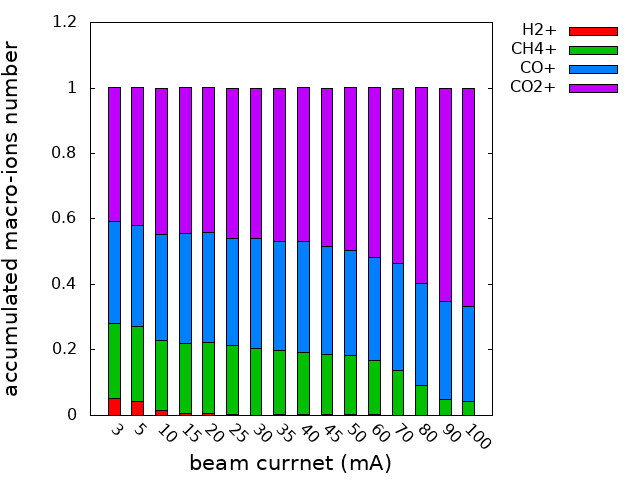 H2+
CH4+
CO+
CO2+
accumulated macro-ions number
1.2
1
0.8
0.6
0.4
0.2
0
3 5 10 15 20 25 30 35 40 45 50 60 70 80 90 100
beam currnet (mA)